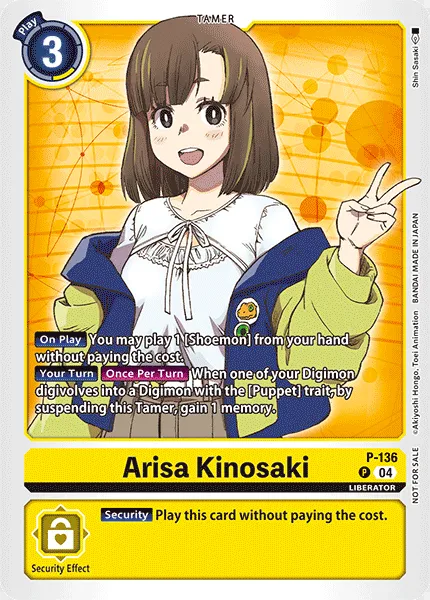 TAMER
Play
3
Shin Sasaki
On Play You may play 1 [Shoemon] from your hand
without paying the cost.
Your Turn Once Per Turn When one of your Digimon
digivolves into a Digimon with the [Puppet] trait, by
suspending this Tamer, gain 1 memory.
©Akiyoshi Hongo, Toei Animation BANDAI MADE IN JAPAN
NOT FOR SALE
Arisa Kinosaki
P-136
P 04
LIBERATOR
Security Play this card without paying the cost.
Security Effect